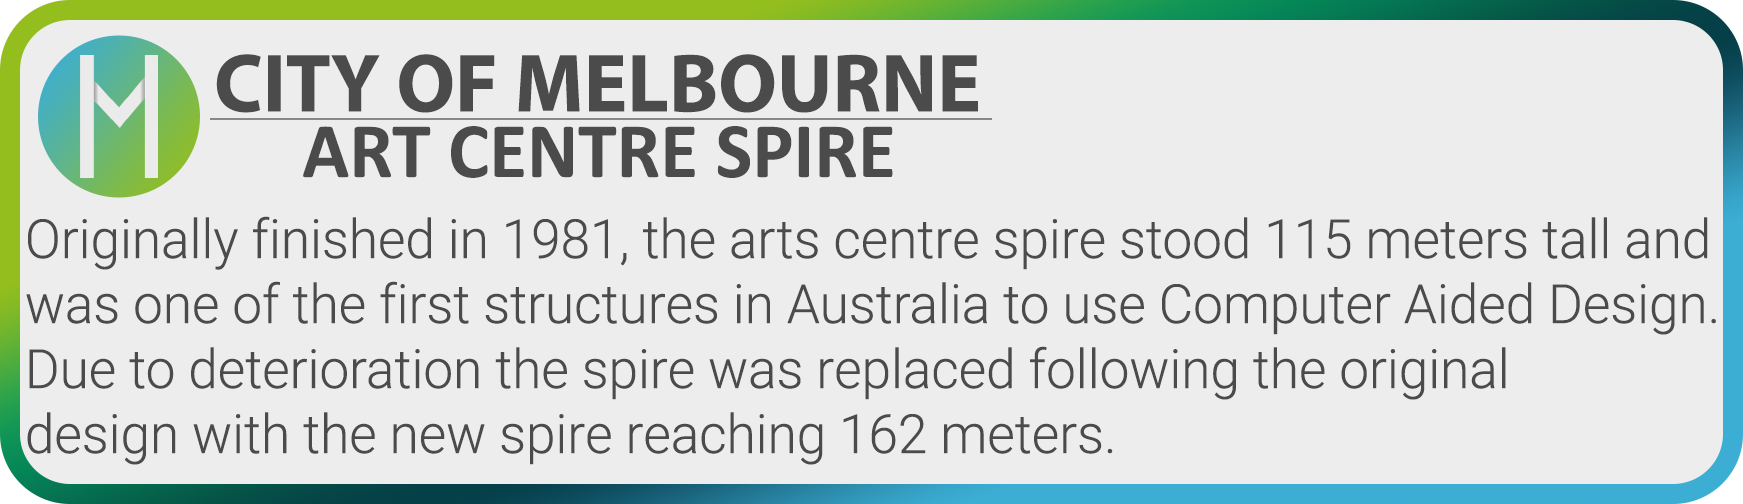 M
CITY OF MELBOURNE
ART CENTRE SPIRE
Originally finished in 1981, the arts centre spire stood 115 meters tall and
was one of the first structures in Australia to use Computer Aided Design.
Due to deterioration the spire was replaced following the original
design with the new spire reaching 162 meters.